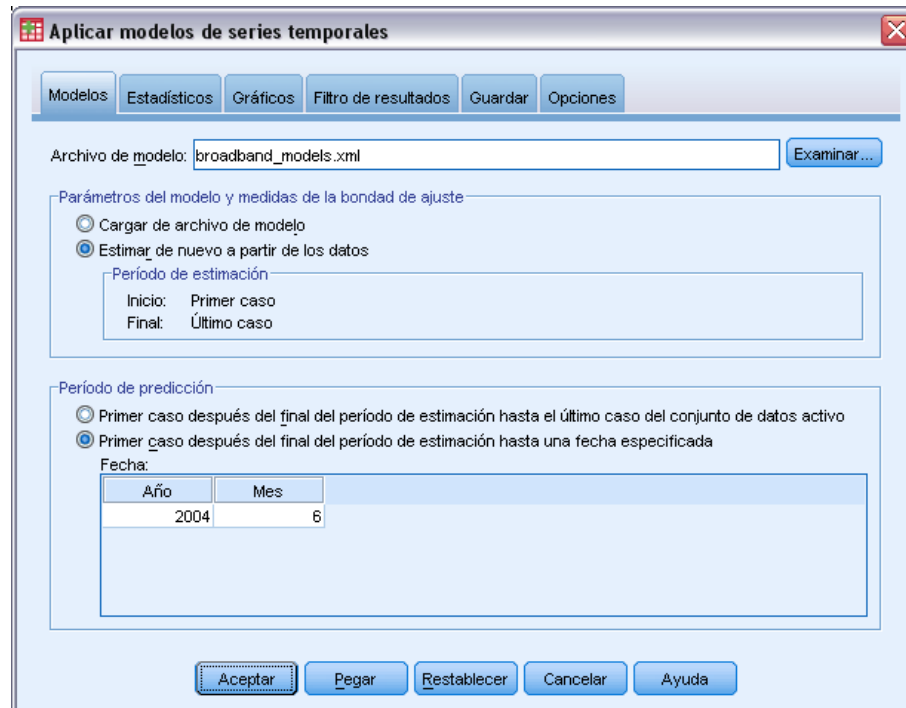 Aplicar modelos de series temporales
Modelos Estadísticos Gráficos Filtro de resultados Guardar Opciones
Archivo de modelo: broadband_models.xml Examinar...
Parámetros del modelo y medidas de la bondad de ajuste
Cargar de archivo de modelo
Estimar de nuevo a partir de los datos
Período de estimación
Inicio: Primer caso
Final: Último caso
Período de predicción
Primer caso después del final del período de estimación hasta el último caso del conjunto de datos activo
Primer caso después del final del período de estimación hasta una fecha especificada
Fecha:
Año Mes
2004 6
Aceptar Pegar Restablecer Cancelar Ayuda